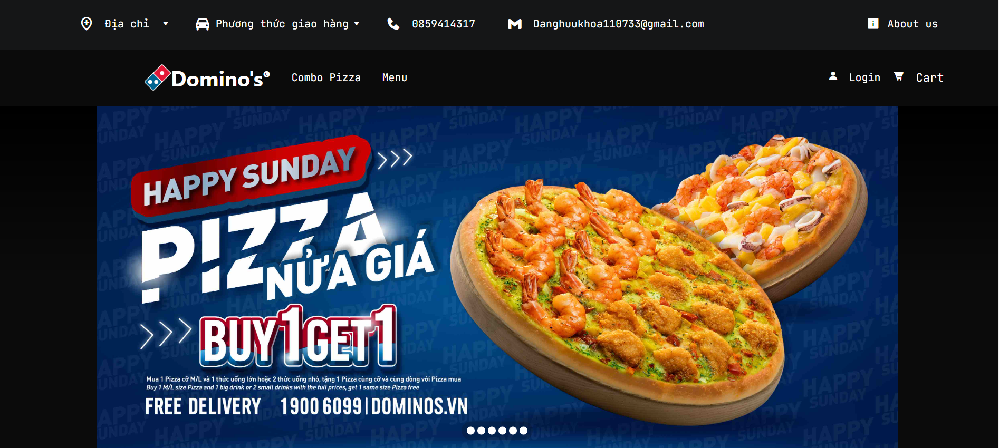 Địa chỉ Phương thức giao hàng 0859414317 Danghuukhoa110733@gmail.com About us
Domino's© Combo Pizza Menu Login Cart
HAPPY SUNDAY
PIZZA
NỬA GIÁ
BUY 1 GET 1
Mua 1 Pizza cỡ M/L và 1 thức uống lớn hoặc 2 thức uống nhỏ, tặng 1 Pizza cùng cỡ và cùng dòng với Pizza mua
Buy 1 M/L size Pizza and 1 big drink or 2 small drinks with the full prices, get 1 same size Pizza free
FREE DELIVERY 1900 6099 | DOMINOS.VN